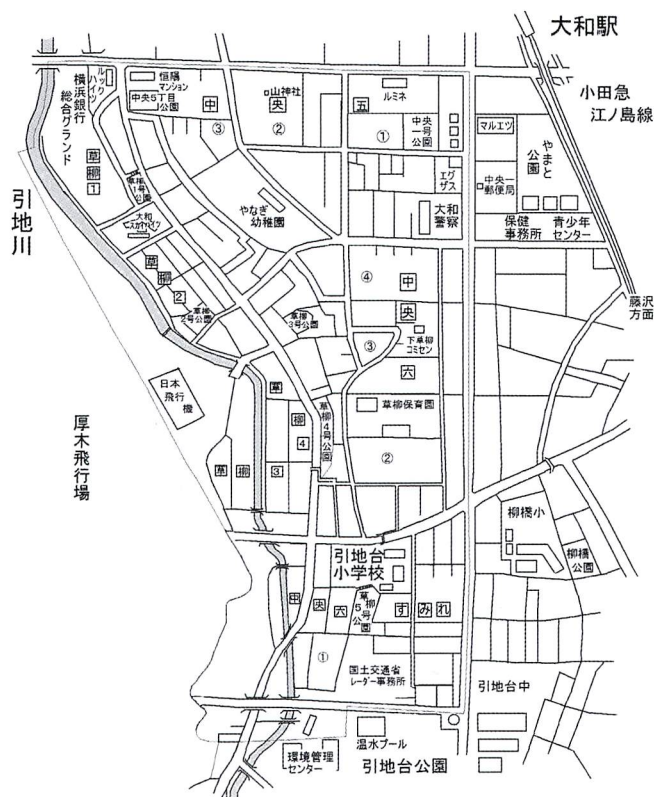 大和駅
小田急
江ノ島線
ルックハイツ
横浜銀行
総合グランド
恒陽
マンション
中央5丁目
公園
中
③
山神社
央
②
五
ルミネ
①
中央
一号
公園
マルエツ
やまと
公園
中央一
郵便局
エグ
ザス
大和
警察
保健
事務所
青少年
センター
草
柳
1
草柳
1号
公園
やなぎ
幼稚園
大和
引地川
草
柳
2
草柳
2号公園
草柳
3号公園
④
中
央
③
下草柳
コミセン
六
藤沢
方面
日本
飛行
機
厚木飛行場
草
柳
4
草柳4号公園
草柳保育園
②
草
柳
③
柳橋小
柳橋
公園
引地台
小学校
中
央
六
草柳
5号
公園
すみれ
①
国土交通省
レーダー事務所
引地台中
環境管理
センター
温水プール
引地台公園